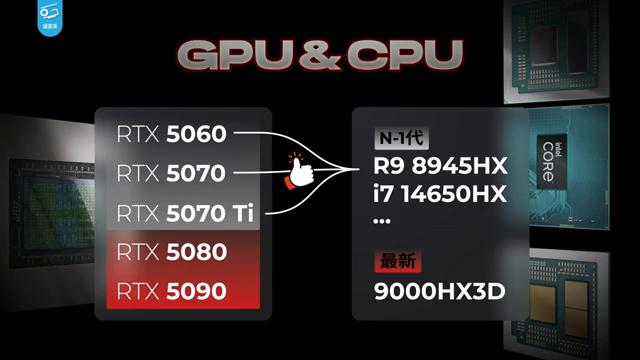 GPU & CPU
RTX 5060
RTX 5070
RTX 5070 Ti
RTX 5080
RTX 5090
N-1代
R9 8945HX
i7 14650HX
...
最新
9000HX3D
intel
CORE